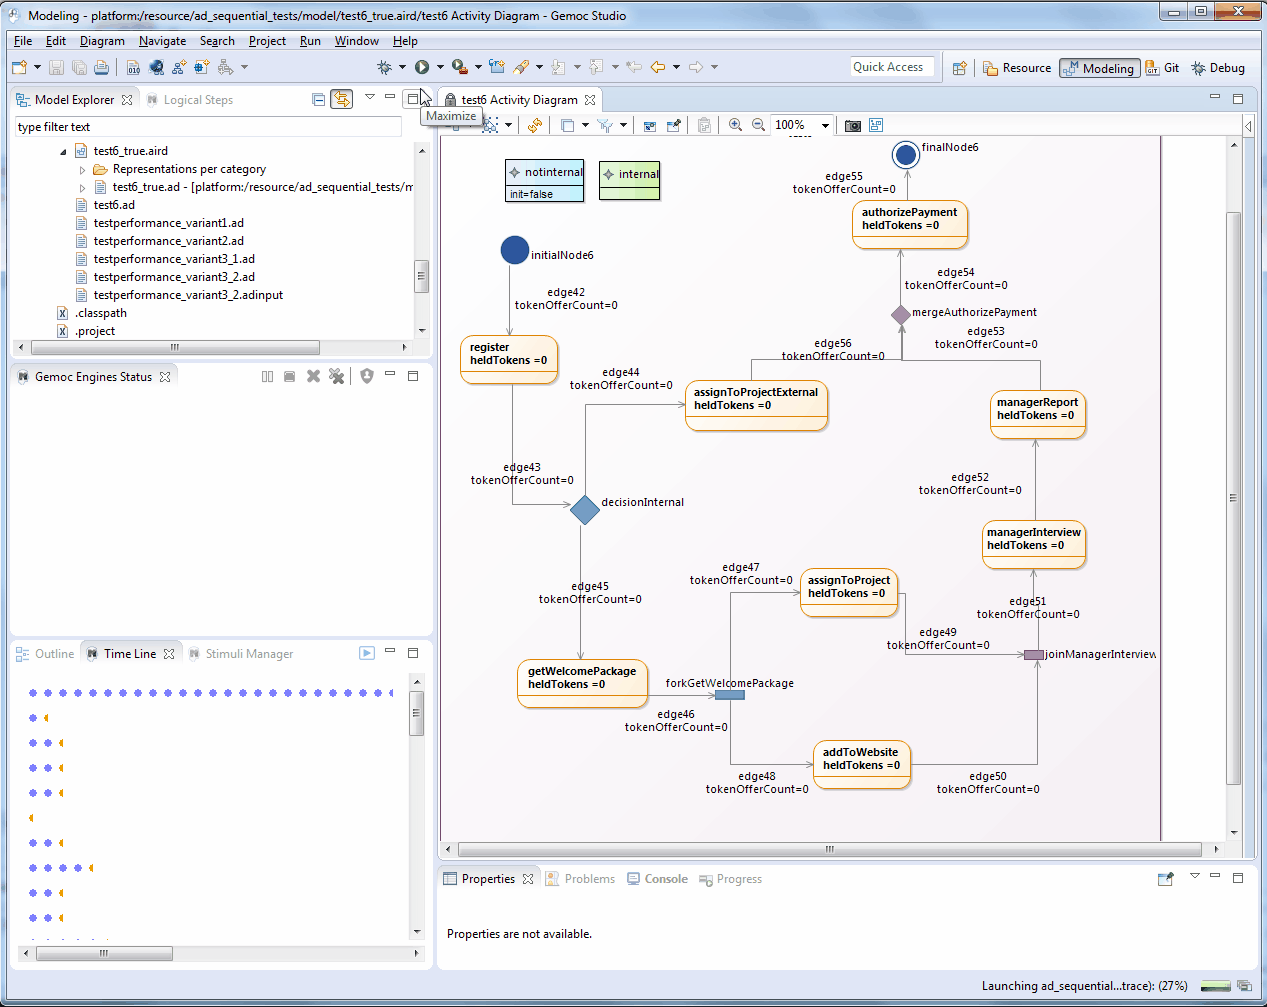 Modeling - platform:/resource/ad_sequential_tests/model/test6_true.aird/test6 Activity Diagram - Gemoc Studio
File Edit Diagram Navigate Search Project Run Window Help
Quick Access Resource Modeling Git Debug
Model Explorer Logical Steps
Maximize
type filter text
test6_true.aird
Representations per category
test6_true.ad - [platform:/resource/ad_sequential_tests/m
test6.ad
testperformance_variant1.ad
testperformance_variant2.ad
testperformance_variant3_1.ad
testperformance_variant3_2.ad
testperformance_variant3_2.adinput
.classpath
.project
Gemoc Engines Status
Outline Time Line Stimuli Manager
test6 Activity Diagram
100%
notinternal
init=false
internal
finalNode6
edge55
tokenOfferCount=0
authorizePayment
heldTokens =0
initialNode6
edge54
tokenOfferCount=0
edge42
tokenOfferCount=0
mergeAuthorizePayment
edge53
tokenOfferCount=0
register
heldTokens =0
edge56
tokenOfferCount=0
edge44
tokenOfferCount=0
assignToProjectExternal
heldTokens =0
managerReport
heldTokens =0
edge43
tokenOfferCount=0
edge52
tokenOfferCount=0
decisionInternal
managerInterview
heldTokens =0
edge47
tokenOfferCount=0
assignToProject
heldTokens =0
edge45
tokenOfferCount=0
edge51
tokenOfferCount=0
edge49
tokenOfferCount=0
joinManagerInterview
getWelcomePackage
heldTokens =0
forkGetWelcomePackage
edge46
tokenOfferCount=0
addToWebsite
heldTokens =0
edge48
tokenOfferCount=0
edge50
tokenOfferCount=0
Properties Problems Console Progress
Properties are not available.
Launching ad_sequential...trace): (27%)